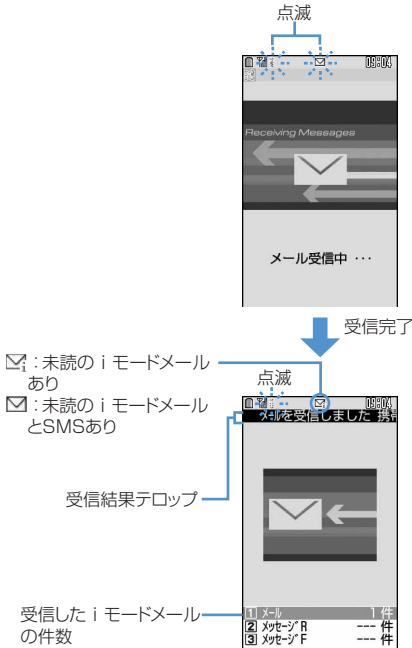 点滅
09:04
Receiving Messages
メール受信中 ・・・
受信完了
:未読の i モードメール
あり
:未読の i モードメール
とSMSあり
点滅
09:04
メールを受信しました 携帯
受信結果テロップ
受信した i モードメール
の件数
1 メール 1 件
2 メッセージR --- 件
3 メッセージF --- 件